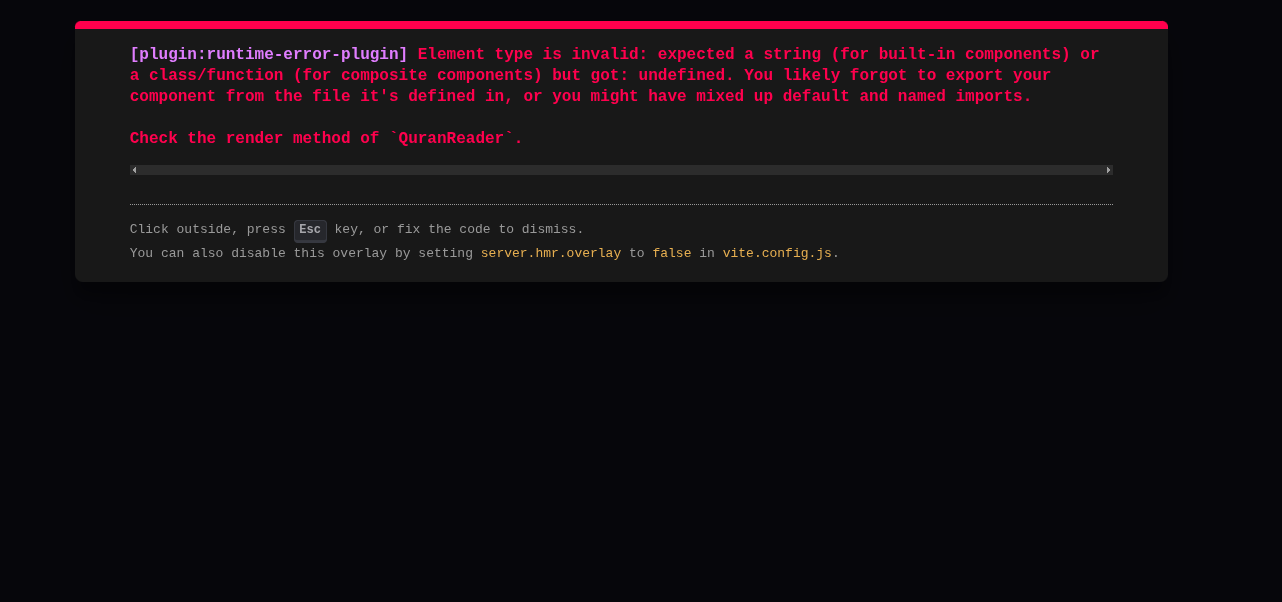 [plugin:runtime-error-plugin] Element type is invalid: expected a string (for built-in components) or
a class/function (for composite components) but got: undefined. You likely forgot to export your
component from the file it's defined in, or you might have mixed up default and named imports.
Check the render method of `QuranReader`.
Click outside, press Esc key, or fix the code to dismiss.
You can also disable this overlay by setting server.hmr.overlay to false in vite.config.js.